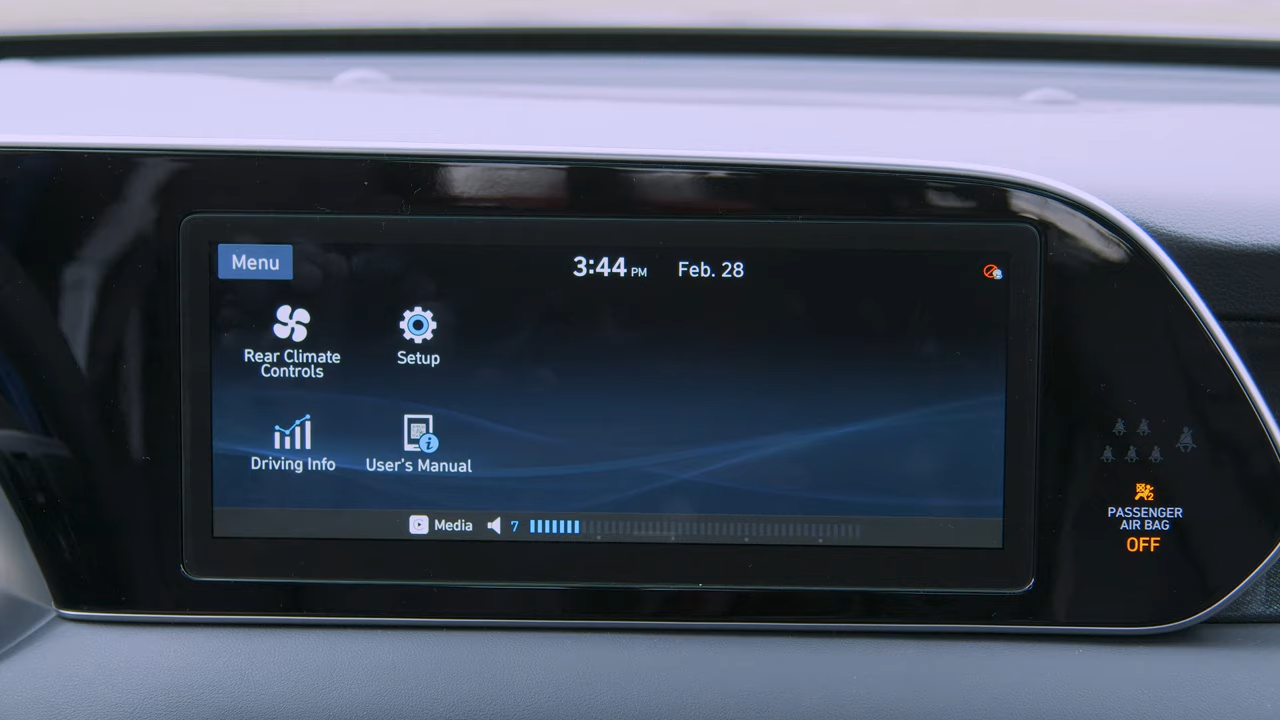 Menu
3:44 PM Feb. 28
Rear Climate
Controls
Setup
Driving Info
User's Manual
Media 7
PASSENGER
AIR BAG
OFF